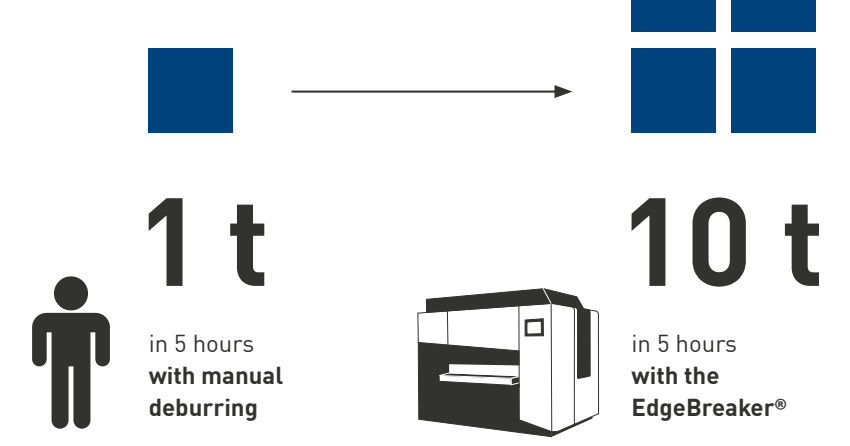 1 t
in 5 hours
with manual
deburring
10 t
in 5 hours
with the
EdgeBreaker®